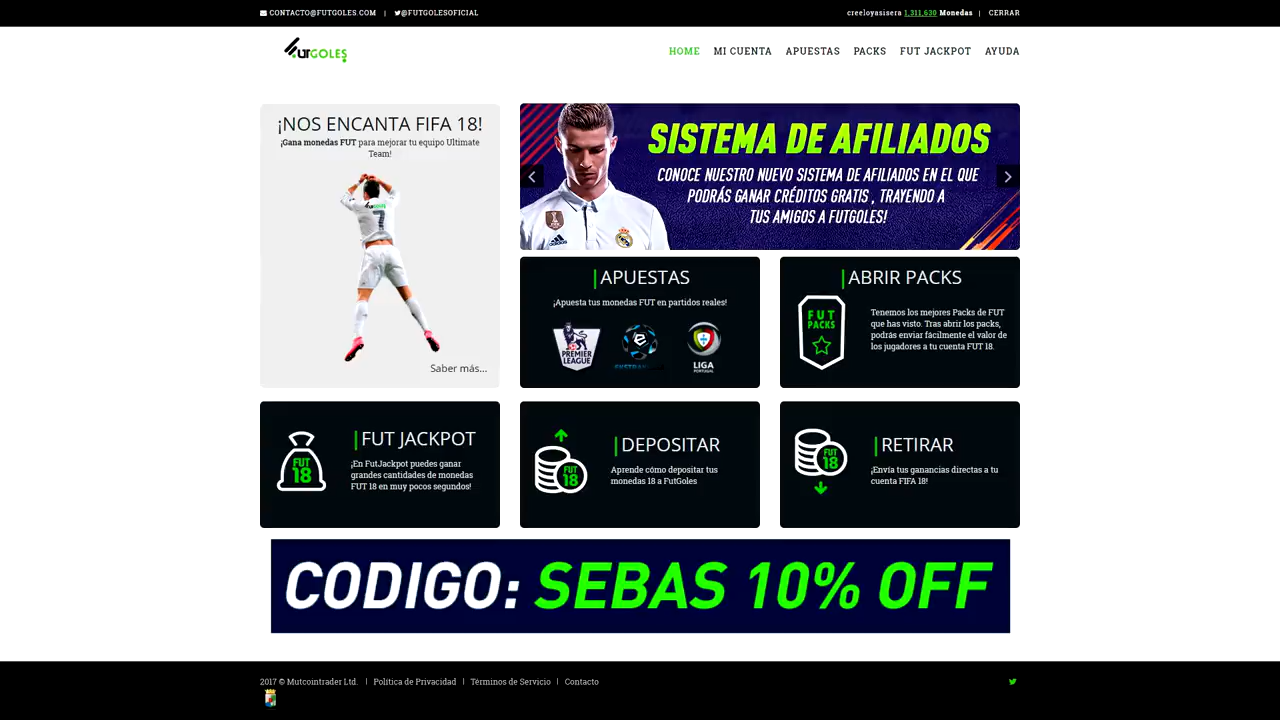 CONTACTO@FUTGOLES.COM | @FUTGOLESOFICIAL
creeloyasisera 1,311,630 Monedas | CERRAR
FUTGOLES
HOME MI CUENTA APUESTAS PACKS FUT JACKPOT AYUDA
¡NOS ENCANTA FIFA 18!
¡Gana monedas FUT para mejorar tu equipo Ultimate
Team!
7
Saber más...
SISTEMA DE AFILIADOS
CONOCE NUESTRO NUEVO SISTEMA DE AFILIADOS EN EL QUE
PODRÁS GANAR CRÉDITOS GRATIS , TRAYENDO A
TUS AMIGOS A FUTGOLES!
|APUESTAS
¡Apuesta tus monedas FUT en partidos reales!
PREMIER
LEAGUE
LIGA
PORTUGAL
|ABRIR PACKS
FUT
PACKS
Tenemos los mejores Packs de FUT
que has visto. Tras abrir los packs,
podrás enviar fácilmente el valor de
los jugadores a tu cuenta FUT 18.
|FUT JACKPOT
FUT
18
¡En FutJackpot puedes ganar
grandes cantidades de monedas
FUT 18 en muy pocos segundos!
|DEPOSITAR
FUT
18
Aprende cómo depositar tus
monedas 18 a FutGoles
|RETIRAR
FUT
18
¡Envía tus ganancias directas a tu
cuenta FIFA 18!
CODIGO: SEBAS 10% OFF
2017 © Mutcointrader Ltd. | Política de Privacidad | Términos de Servicio | Contacto